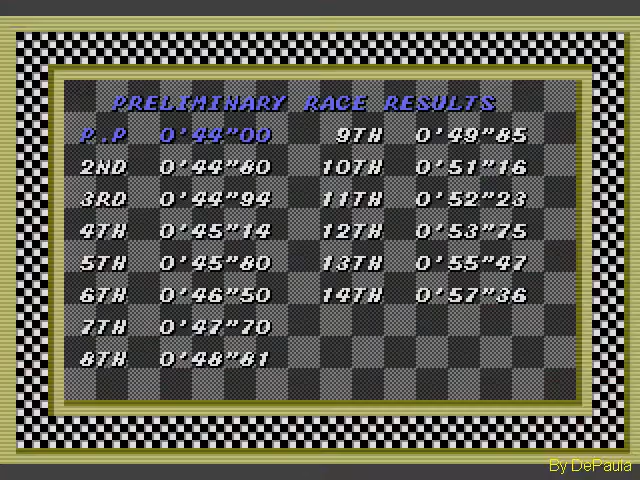 PRELIMINARY RACE RESULTS
P.P 0'44"00 9TH 0'49"85
2ND 0'44"80 10TH 0'51"16
3RD 0'44"94 11TH 0'52"23
4TH 0'45"14 12TH 0'53"75
5TH 0'45"80 13TH 0'55"47
6TH 0'46"50 14TH 0'57"36
7TH 0'47"70
8TH 0'48"81
By DePaula